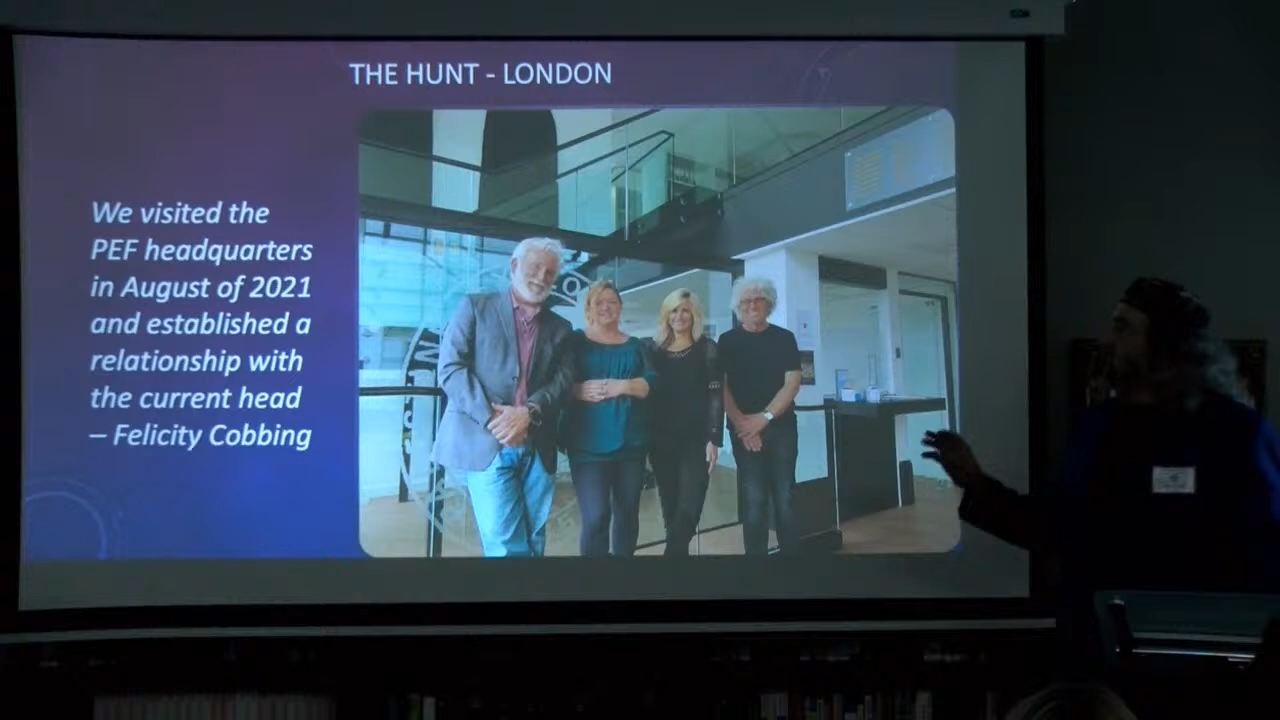 THE HUNT - LONDON
We visited the
PEF headquarters
in August of 2021
and established a
relationship with
the current head
– Felicity Cobbing